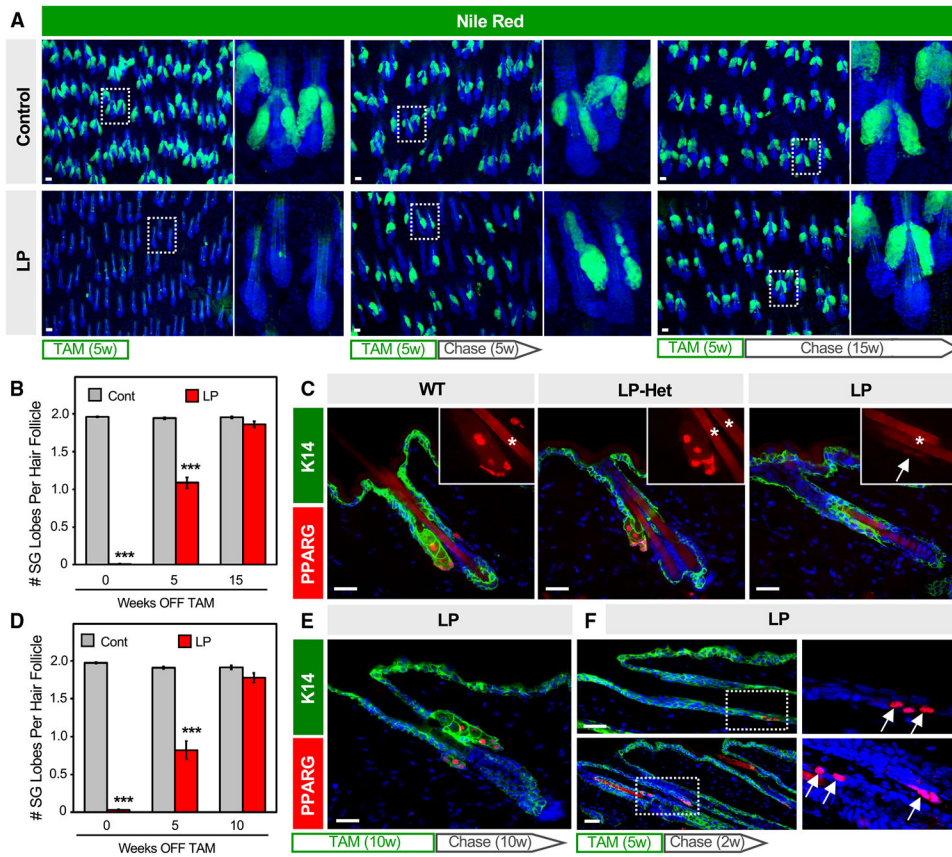 A
Nile Red
Control
LP
TAM (5w)
TAM (5w)
Chase (5w)
TAM (5w)
Chase (15w)
B
Cont
LP
# SG Lobes Per Hair Follicle
2.0
1.5
1.0
0.5
0
***
***
0
5
15
Weeks OFF TAM
C
WT
LP-Het
LP
K14
PPARG
*
* *
*
D
Cont
LP
# SG Lobes Per Hair Follicle
2.0
1.5
1.0
0.5
0
***
***
0
5
10
Weeks OFF TAM
E
LP
K14
PPARG
TAM (10w)
Chase (10w)
F
LP
TAM (5w)
Chase (2w)